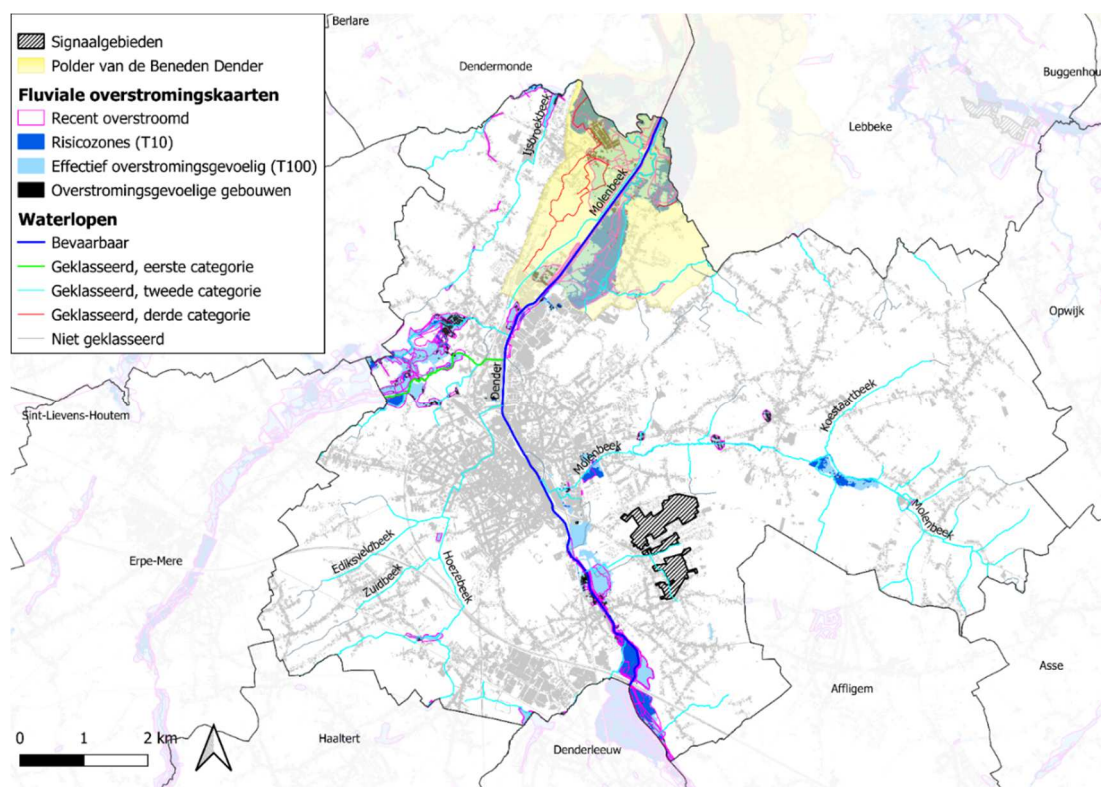 Signaalgebieden
Polder van de Beneden Dender
Fluviale overstromingskaarten
Recent overstroomd
Risicozones (T10)
Effectief overstromingsgevoelig (T100)
Overstromingsgevoelige gebouwen
Waterlopen
Bevaarbaar
Geklasseerd, eerste categorie
Geklasseerd, tweede categorie
Geklasseerd, derde categorie
Niet geklasseerd
Berlare
Dendermonde
Buggenhou
Lebbeke
Ijsbroekbeek
Molenbeek
Opwijk
Dender
Sint-Lievens-Houtem
Koestaartbeek
Molenbeek
Molenbeek
Erpe-Mere
Ediksveldbeek
Zuidbeek
Hoezebeek
Asse
Affligem
Haaltert
Denderleeuw
0 1 2 km